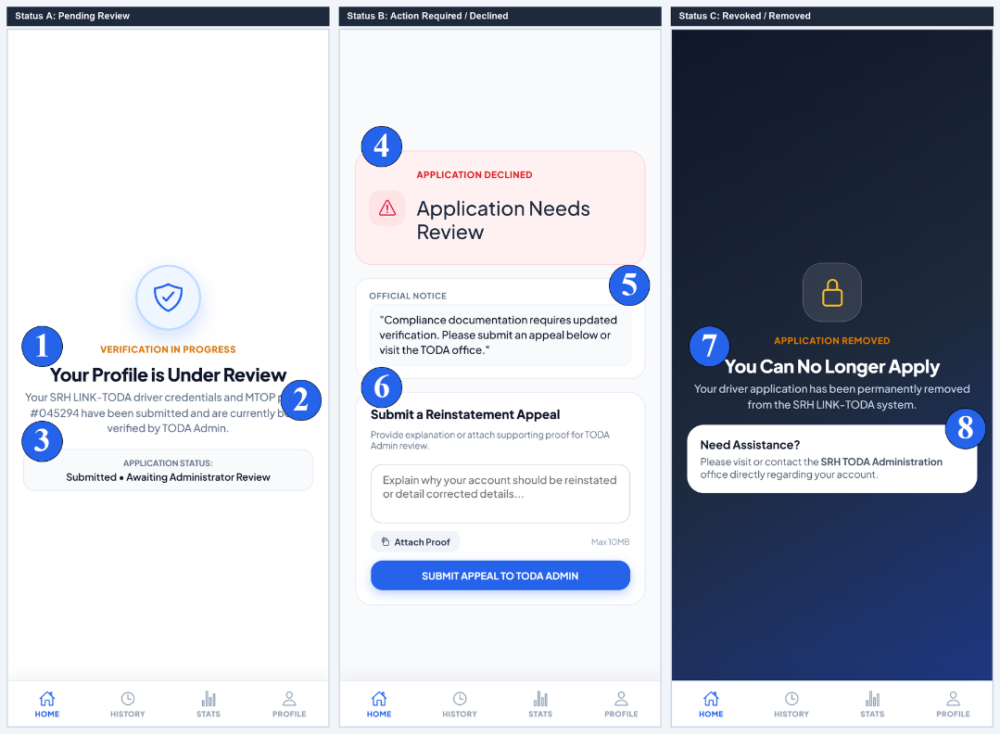 Status A: Pending Review
1
VERIFICATION IN PROGRESS
Your Profile is Under Review
Your SRH LINK-TODA driver credentials and MTOP
2
#045294 have been submitted and are currently
verified by TODA Admin.
3
APPLICATION STATUS:
Submitted • Awaiting Administrator Review
HOME
HISTORY
STATS
PROFILE
Status B: Action Required / Declined
4
APPLICATION DECLINED
Application Needs
Review
5
OFFICIAL NOTICE
"Compliance documentation requires updated
verification. Please submit an appeal below or
visit the TODA office."
6
Submit a Reinstatement Appeal
Provide explanation or attach supporting proof for TODA
Admin review.
Explain why your account should be reinstated
or detail corrected details...
Attach Proof
Max 10MB
SUBMIT APPEAL TO TODA ADMIN
HOME
HISTORY
STATS
PROFILE
Status C: Revoked / Removed
7
APPLICATION REMOVED
You Can No Longer Apply
Your driver application has been permanently removed
from the SRH LINK-TODA system.
8
Need Assistance?
Please visit or contact the SRH TODA Administration
office directly regarding your account.
HOME
HISTORY
STATS
PROFILE